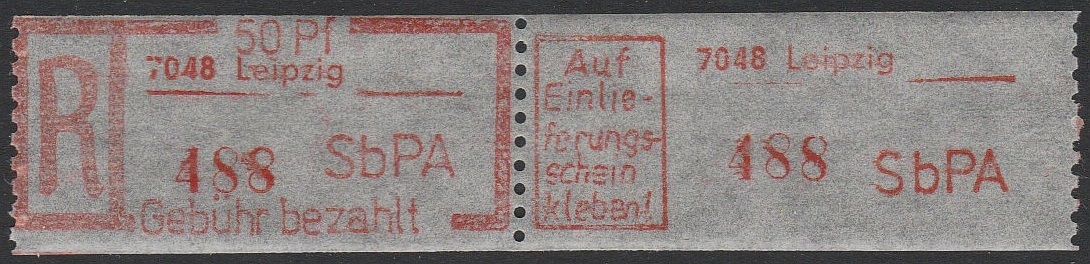 R
50 Pf
7048 Leipzig
488 SbPA
Gebühr bezahlt
Auf
Einlie-
ferungs-
schein
kleben!
7048 Leipzig
488 SbPA